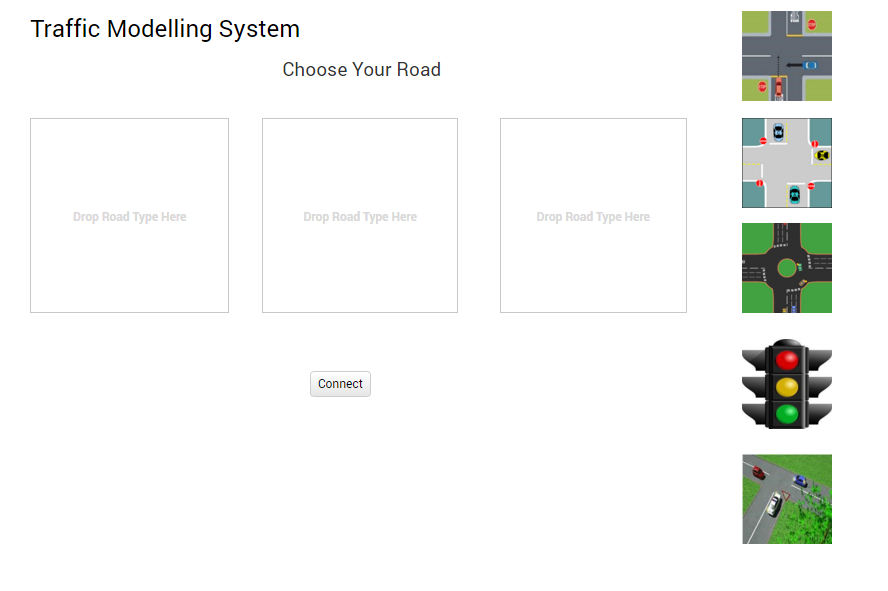 Traffic Modelling System
Choose Your Road
Drop Road Type Here
Drop Road Type Here
Drop Road Type Here
Connect